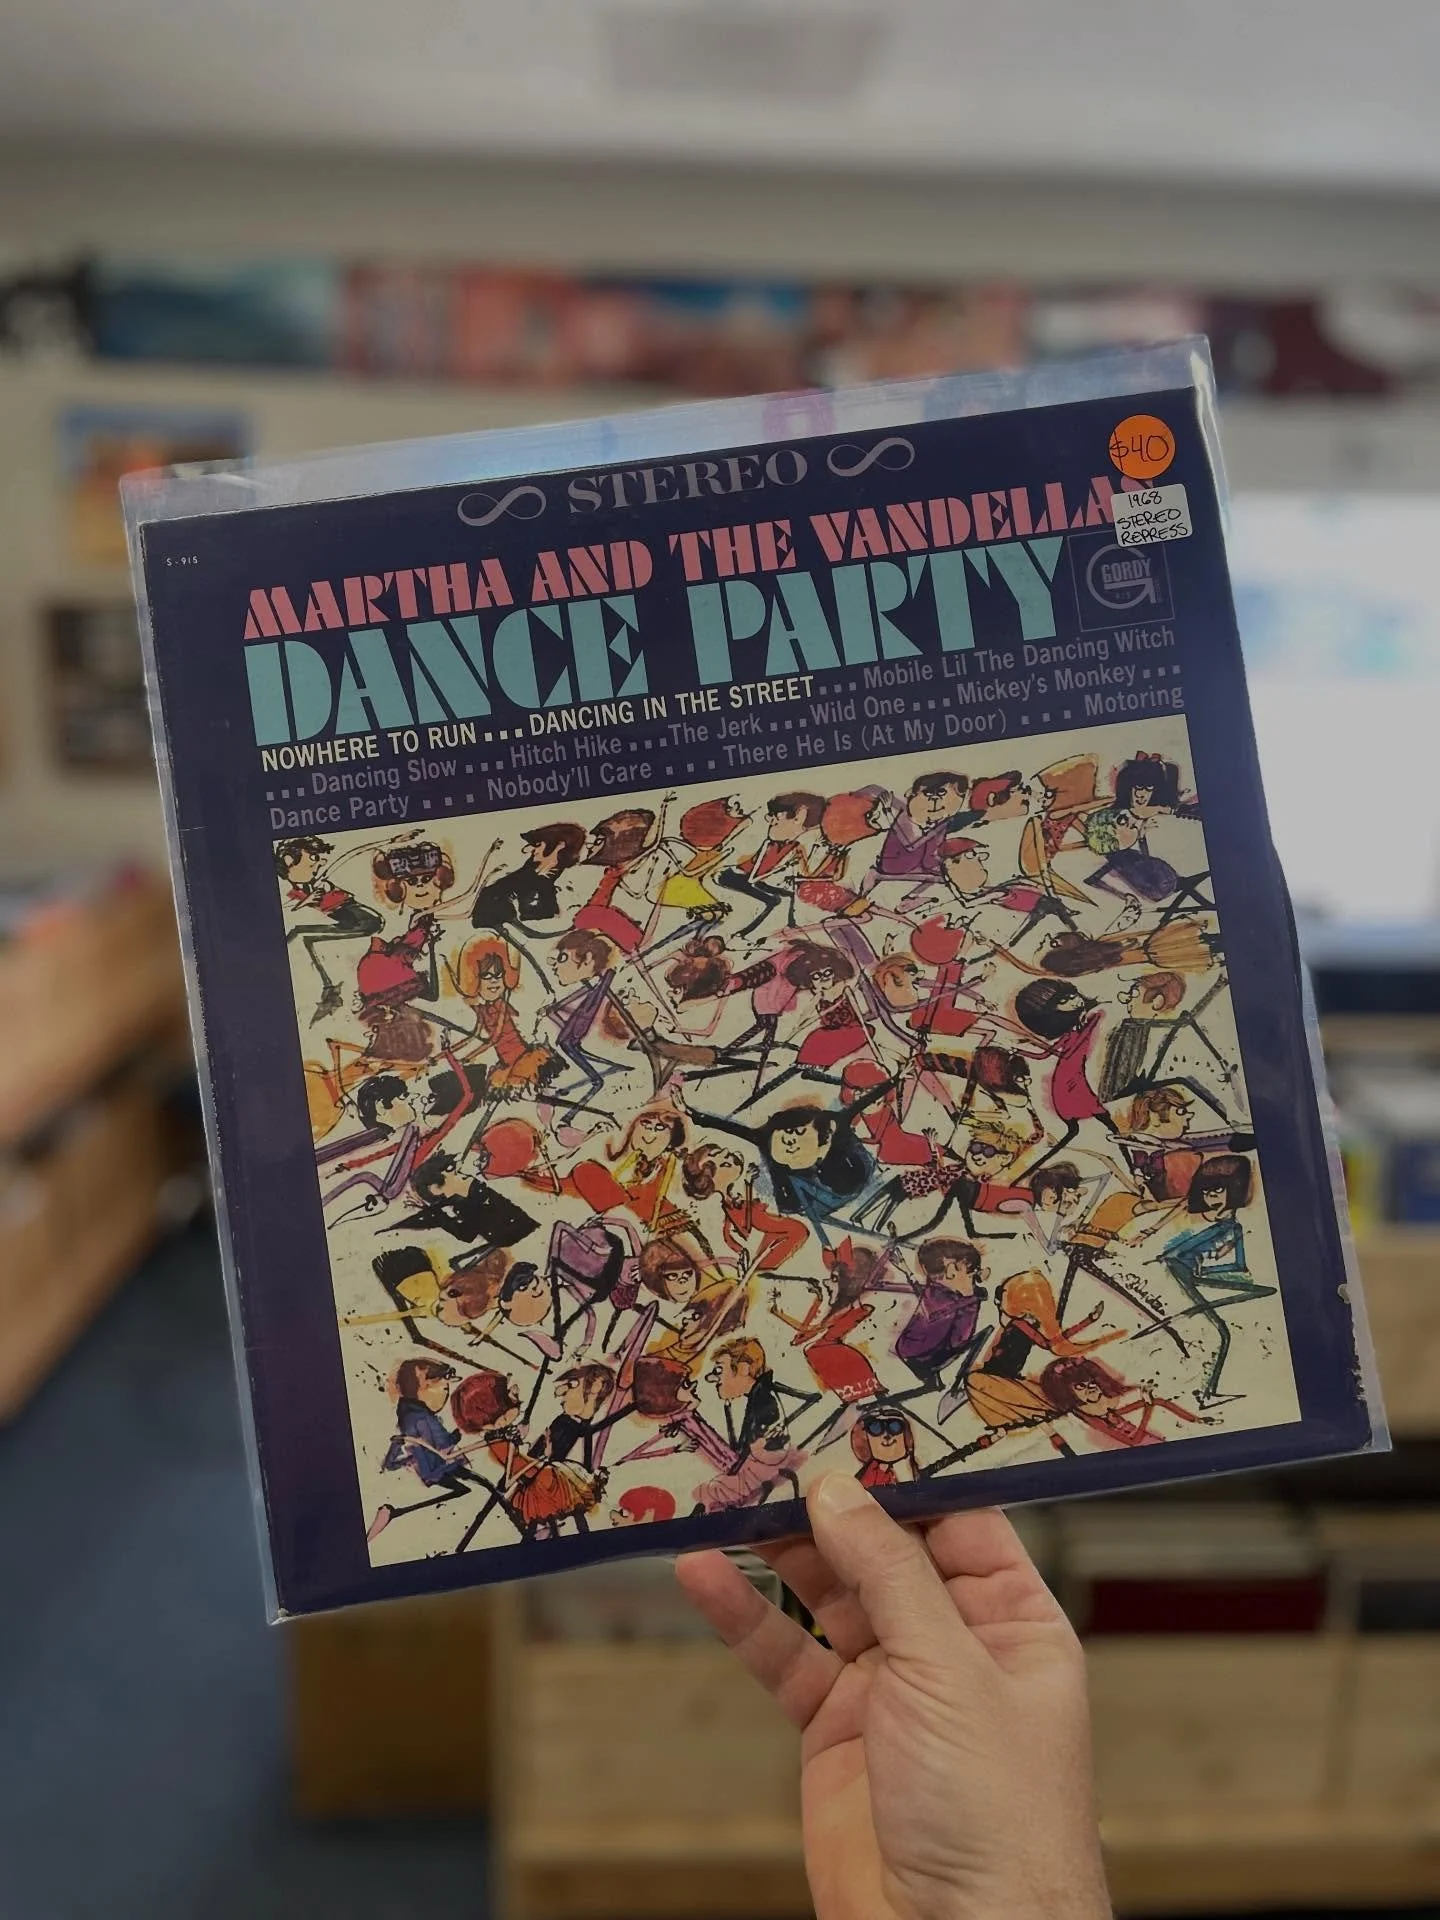 ∞ STEREO ∞
$40
1968
STEREO
REPRESS
S-915
MARTHA AND THE VANDELLAS
DANCE PARTY
GORDY
915
NOWHERE TO RUN...DANCING IN THE STREET...Mobile Lil The Dancing Witch
...Dancing Slow...Hitch Hike...The Jerk...Wild One...Mickey's Monkey...
Dance Party...Nobody'll Care...There He Is (At My Door)...Motoring